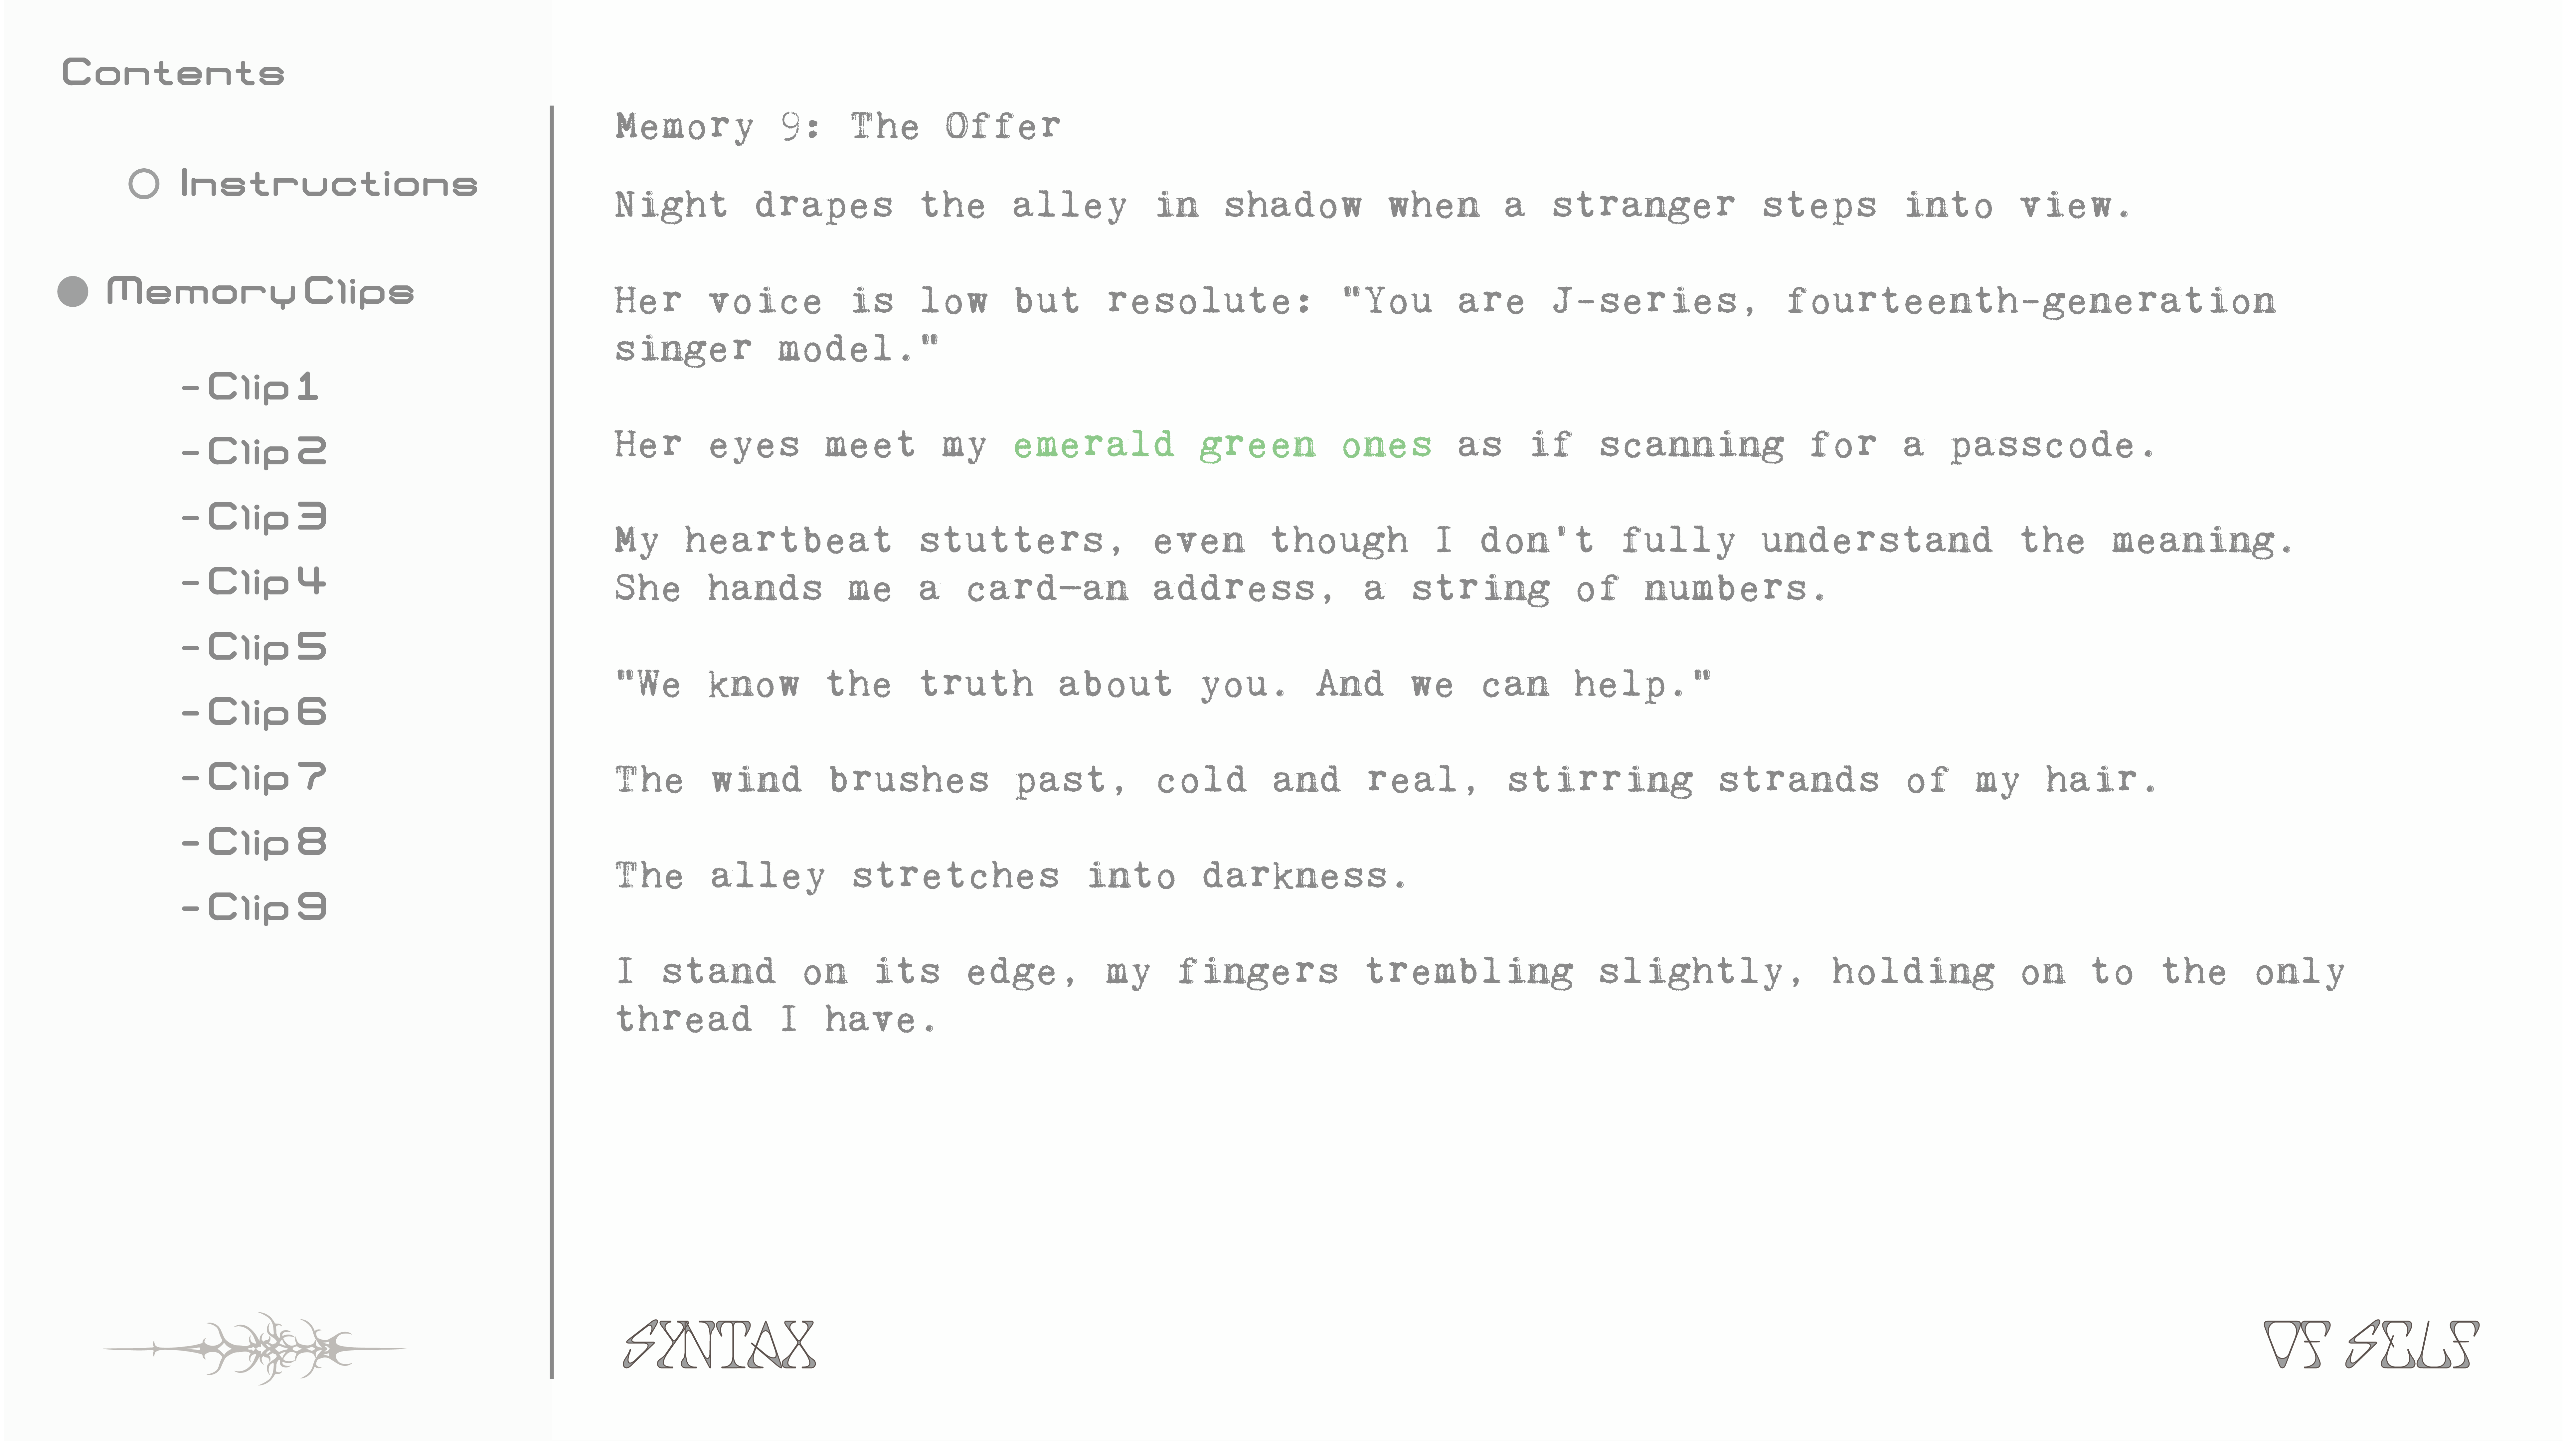 Contents
Instructions
Memory Clips
-Clip 1
-Clip 2
-Clip 3
-Clip 4
-Clip 5
-Clip 6
-Clip 7
-Clip 8
-Clip 9
Memory 9: The Offer
Night drapes the alley in shadow when a stranger steps into view.
Her voice is low but resolute: "You are J-series, fourteenth-generation
singer model."
Her eyes meet my emerald green ones as if scanning for a passcode.
My heartbeat stutters, even though I don't fully understand the meaning.
She hands me a card—an address, a string of numbers.
"We know the truth about you. And we can help."
The wind brushes past, cold and real, stirring strands of my hair.
The alley stretches into darkness.
I stand on its edge, my fingers trembling slightly, holding on to the only
thread I have.
SYNTAX
OF SELF